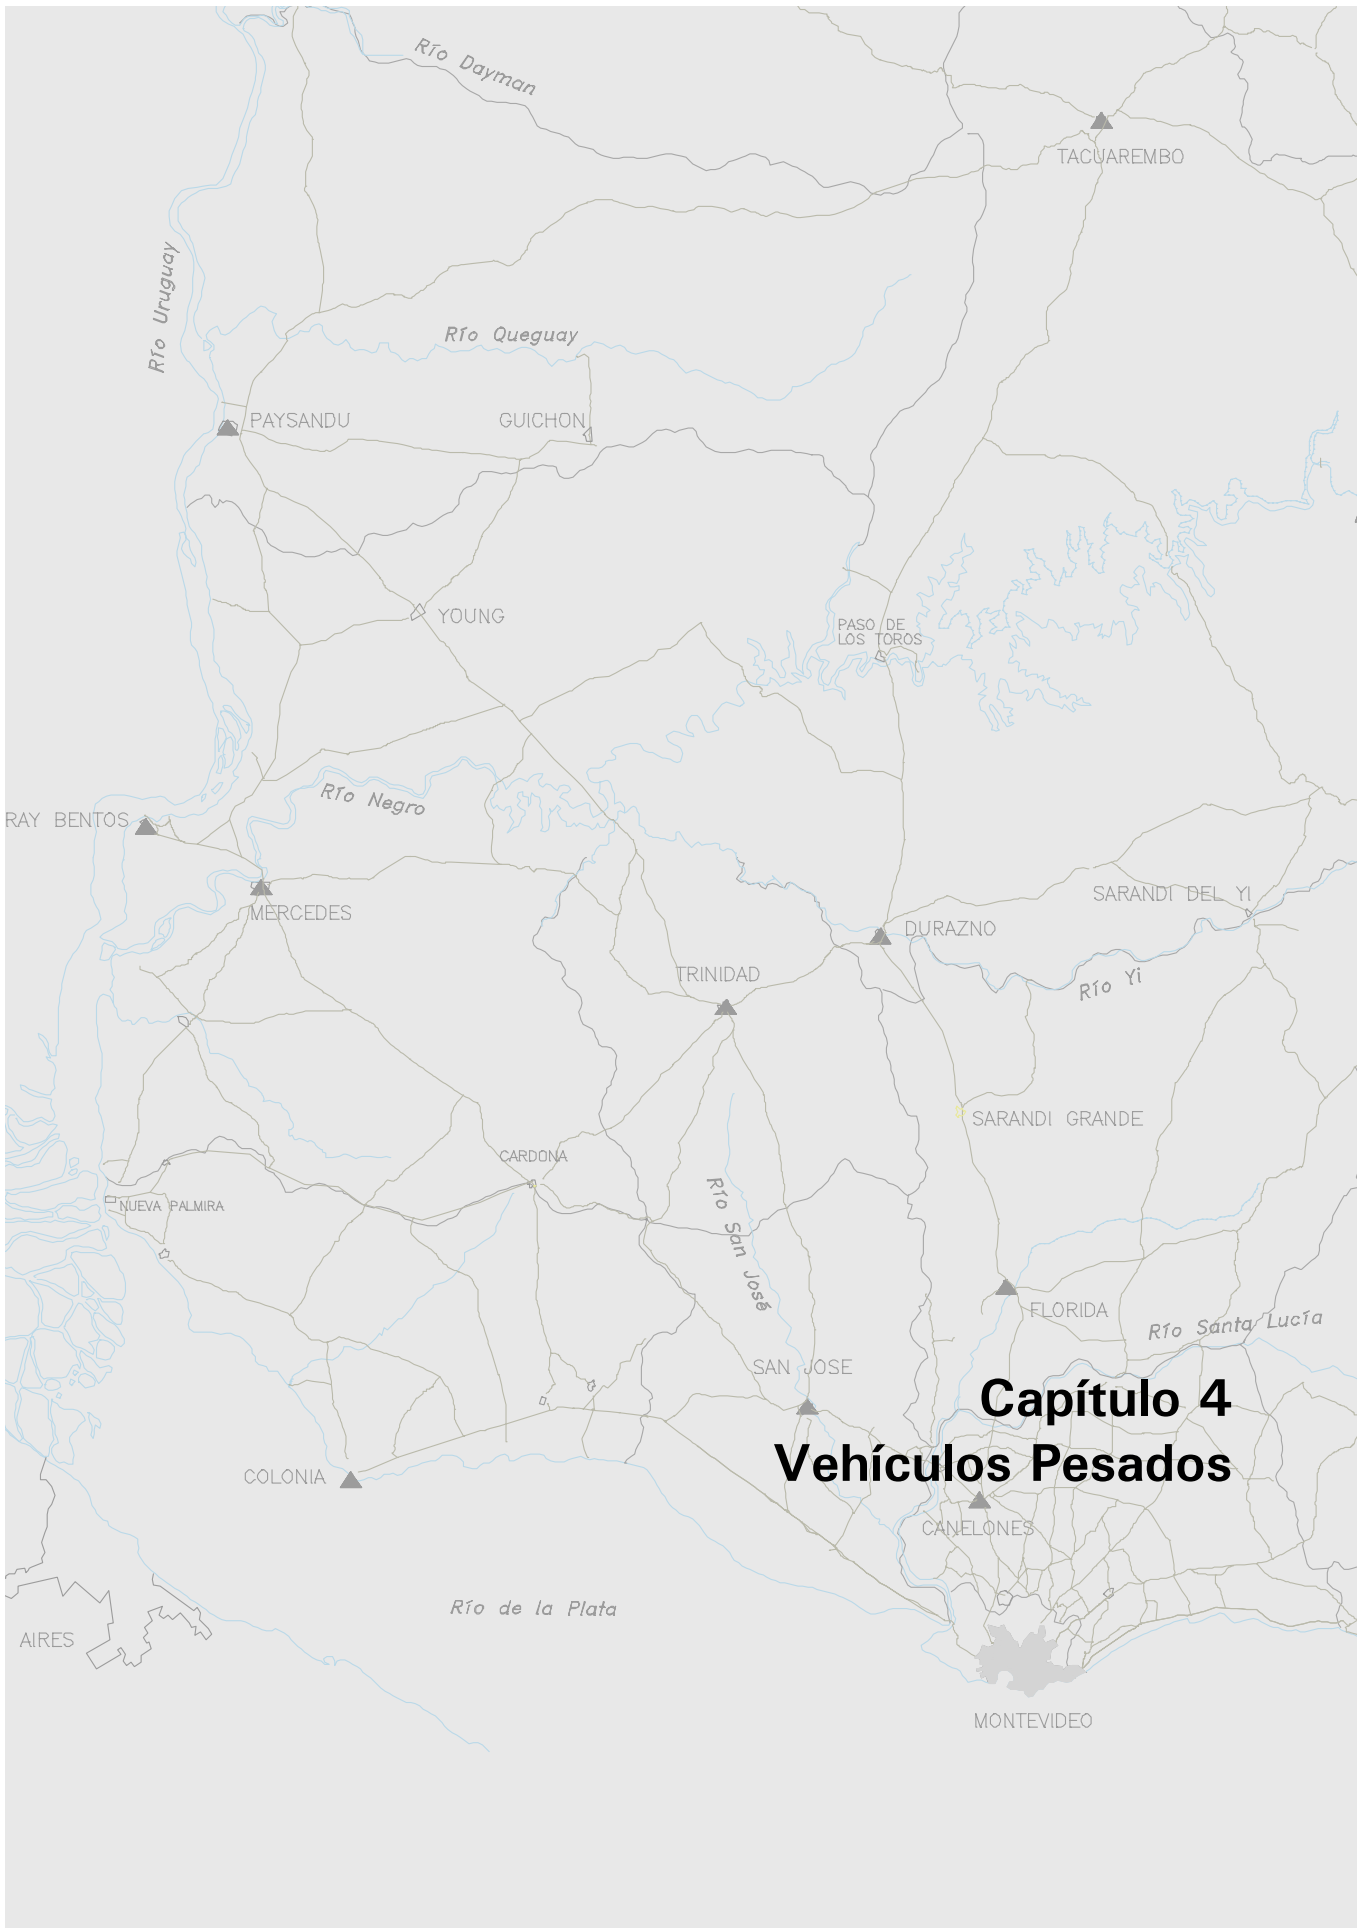 Río Dayman
TACUAREMBO
Río Uruguay
Río Queguay
PAYSANDU
GUICHON
YOUNG
PASO DE
LOS TOROS
Río Negro
RAY BENTOS
MERCEDES
SARANDI DEL YI
DURAZNO
TRINIDAD
Río Yi
SARANDI GRANDE
CARDONA
NUEVA PALMIRA
Río San José
FLORIDA
Río Santa Lucía
SAN JOSE
Capítulo 4
Vehículos Pesados
COLONIA
CANELONES
Río de la Plata
AIRES
MONTEVIDEO